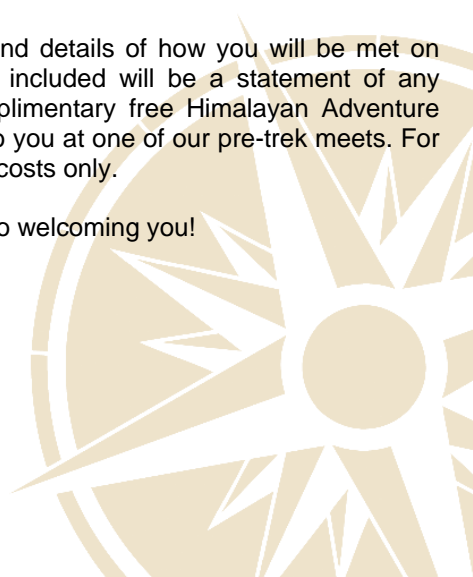 nd details of how you will be met on
included will be a statement of any
plimentary free Himalayan Adventure
o you at one of our pre-trek meets. For
costs only.
o welcoming you!